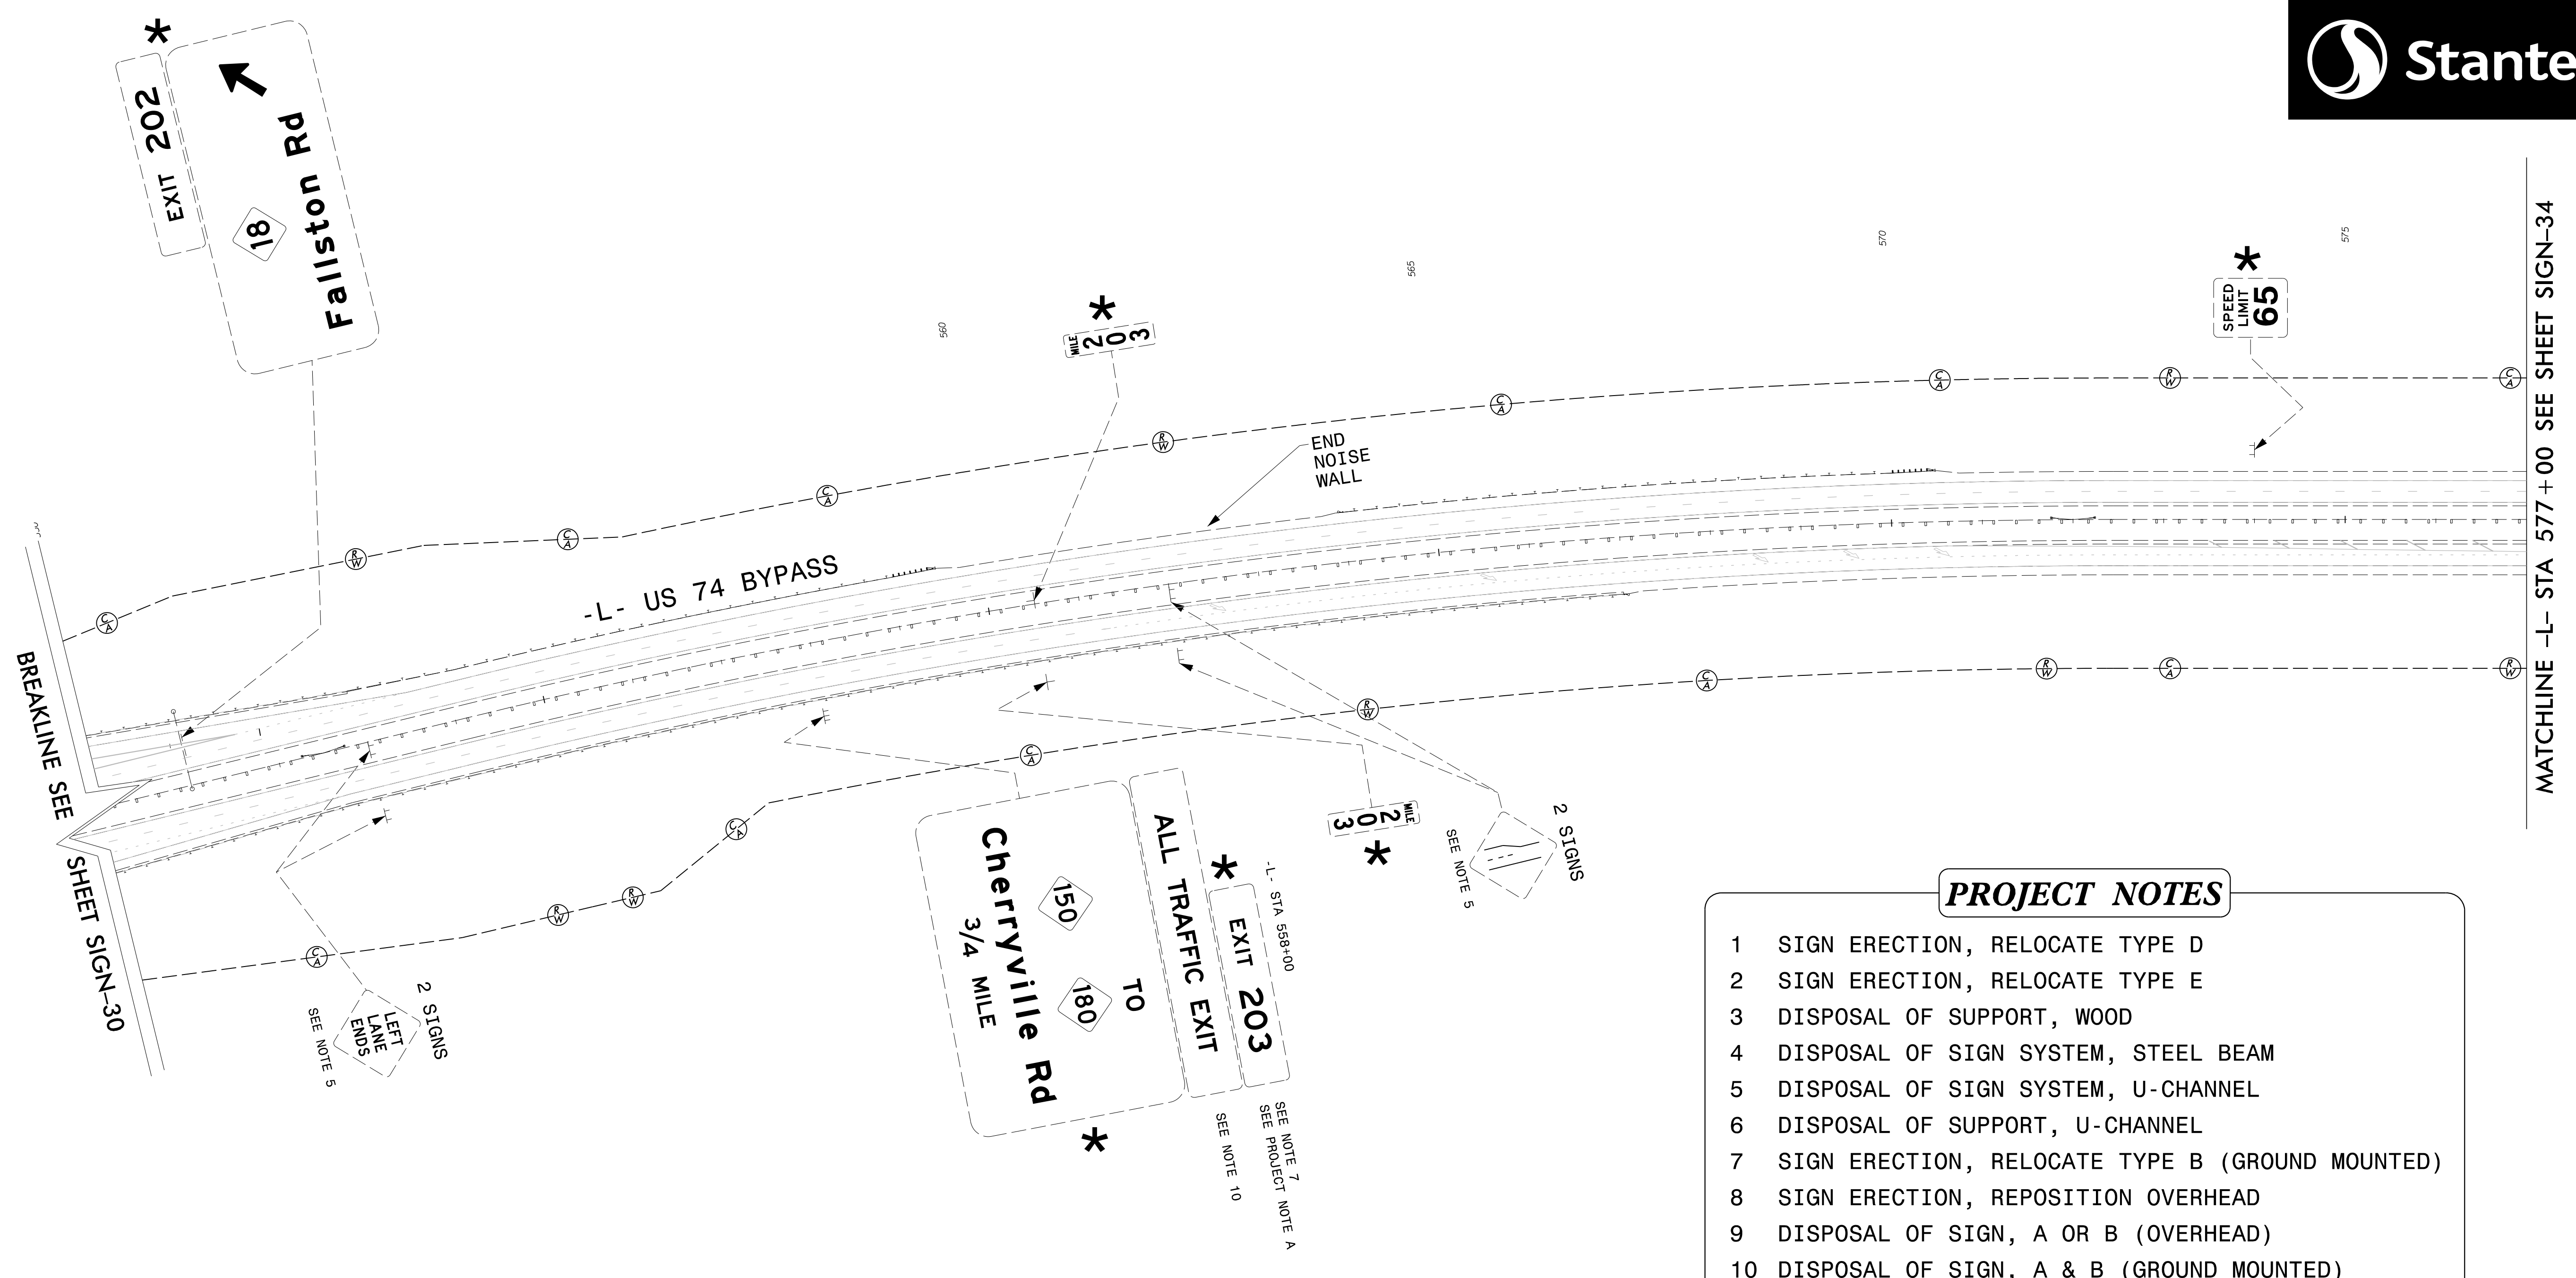 Stante
EXIT 202
18
Fallston Rd
MILE
2
0
3
560
565
570
575
SPEED
LIMIT
65
END
NOISE
WALL
-L- US 74 BYPASS
BREAKLINE SEE SHEET SIGN-30
MATCHLINE -L- STA 577+00 SEE SHEET SIGN-34
C/A
R/W
C/A
C/A
R/W
C/A
C/A
R/W
C/A
C/A
R/W
R/W
C/A
C/A
R/W
C/A
R/W
C/A
R/W
LEFT
LANE
ENDS
2 SIGNS
SEE NOTE 5
-L- STA 558+00
EXIT 203
ALL TRAFFIC EXIT
TO
180
150
Cherryville Rd
3/4 MILE
SEE NOTE 7
SEE PROJECT NOTE A
SEE NOTE 10
MILE
2
0
3
2 SIGNS
SEE NOTE 5
PROJECT NOTES
1 SIGN ERECTION, RELOCATE TYPE D
2 SIGN ERECTION, RELOCATE TYPE E
3 DISPOSAL OF SUPPORT, WOOD
4 DISPOSAL OF SIGN SYSTEM, STEEL BEAM
5 DISPOSAL OF SIGN SYSTEM, U-CHANNEL
6 DISPOSAL OF SUPPORT, U-CHANNEL
7 SIGN ERECTION, RELOCATE TYPE B (GROUND MOUNTED)
8 SIGN ERECTION, REPOSITION OVERHEAD
9 DISPOSAL OF SIGN, A OR B (OVERHEAD)
10 DISPOSAL OF SIGN, A & B (GROUND MOUNTED)